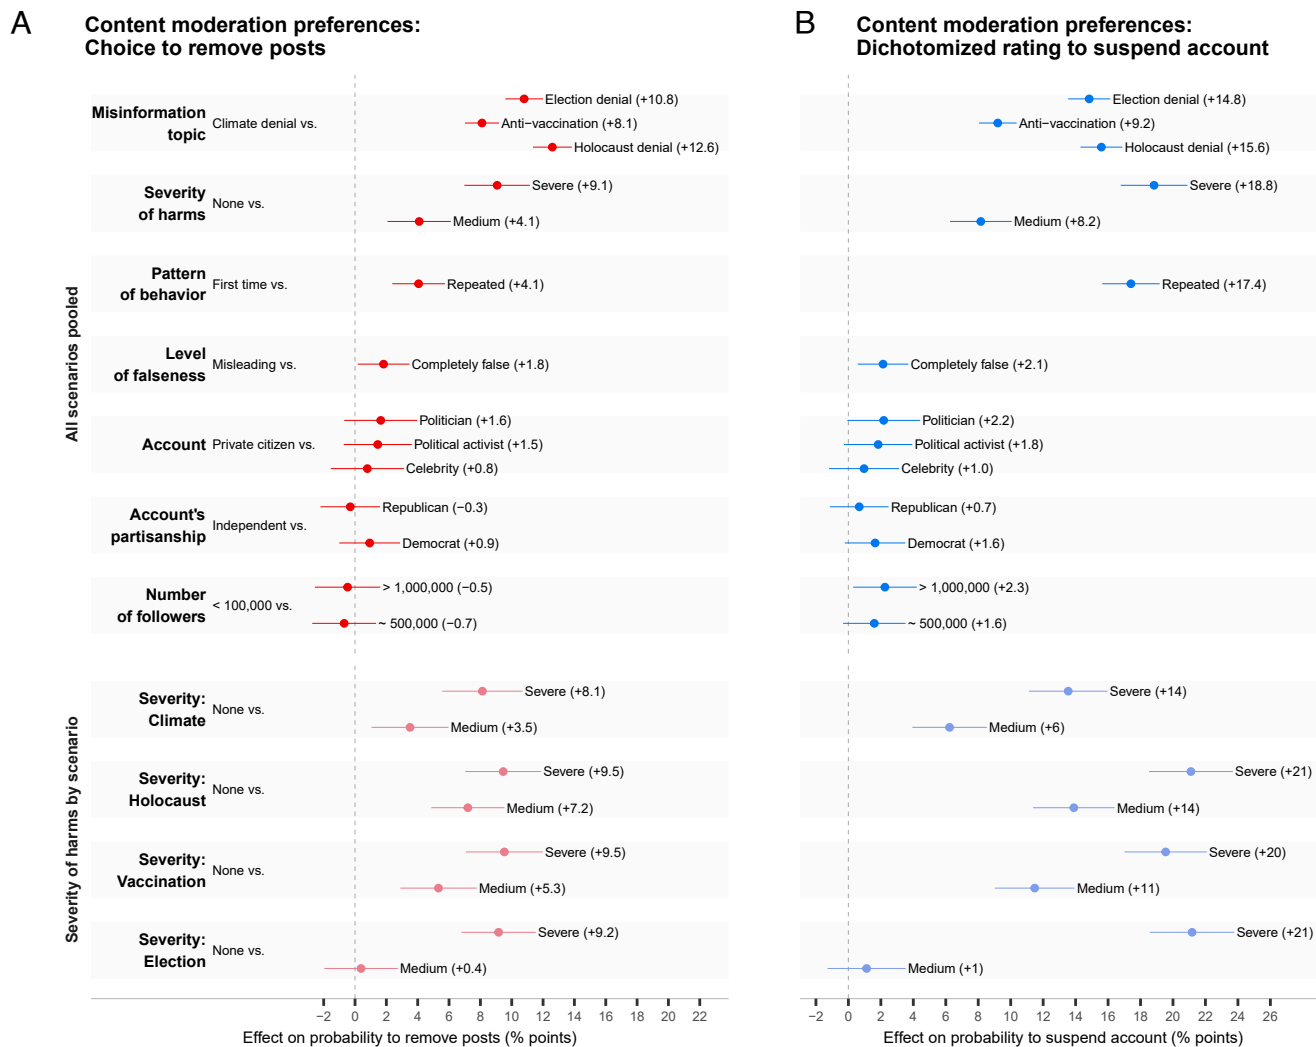 A
Content moderation preferences:
Choice to remove posts
All scenarios pooled
Misinformation
topic
Climate denial vs.
Election denial (+10.8)
Anti−vaccination (+8.1)
Holocaust denial (+12.6)
Severity
of harms
None vs.
Severe (+9.1)
Medium (+4.1)
Pattern
of behavior
First time vs.
Repeated (+4.1)
Level
of falseness
Misleading vs.
Completely false (+1.8)
Account
Private citizen vs.
Politician (+1.6)
Political activist (+1.5)
Celebrity (+0.8)
Account's
partisanship
Independent vs.
Republican (−0.3)
Democrat (+0.9)
Number
of followers
< 100,000 vs.
> 1,000,000 (−0.5)
~ 500,000 (−0.7)
Severity of harms by scenario
Severity:
Climate
None vs.
Severe (+8.1)
Medium (+3.5)
Severity:
Holocaust
None vs.
Severe (+9.5)
Medium (+7.2)
Severity:
Vaccination
None vs.
Severe (+9.5)
Medium (+5.3)
Severity:
Election
None vs.
Severe (+9.2)
Medium (+0.4)
−2 0 2 4 6 8 10 12 14 16 18 20 22
Effect on probability to remove posts (% points)
B
Content moderation preferences:
Dichotomized rating to suspend account
Election denial (+14.8)
Anti−vaccination (+9.2)
Holocaust denial (+15.6)
Severe (+18.8)
Medium (+8.2)
Repeated (+17.4)
Completely false (+2.1)
Politician (+2.2)
Political activist (+1.8)
Celebrity (+1.0)
Republican (+0.7)
Democrat (+1.6)
> 1,000,000 (+2.3)
~ 500,000 (+1.6)
Severe (+14)
Medium (+6)
Severe (+21)
Medium (+14)
Severe (+20)
Medium (+11)
Severe (+21)
Medium (+1)
−2 0 2 4 6 8 10 12 14 16 18 20 22 24 26
Effect on probability to suspend account (% points)